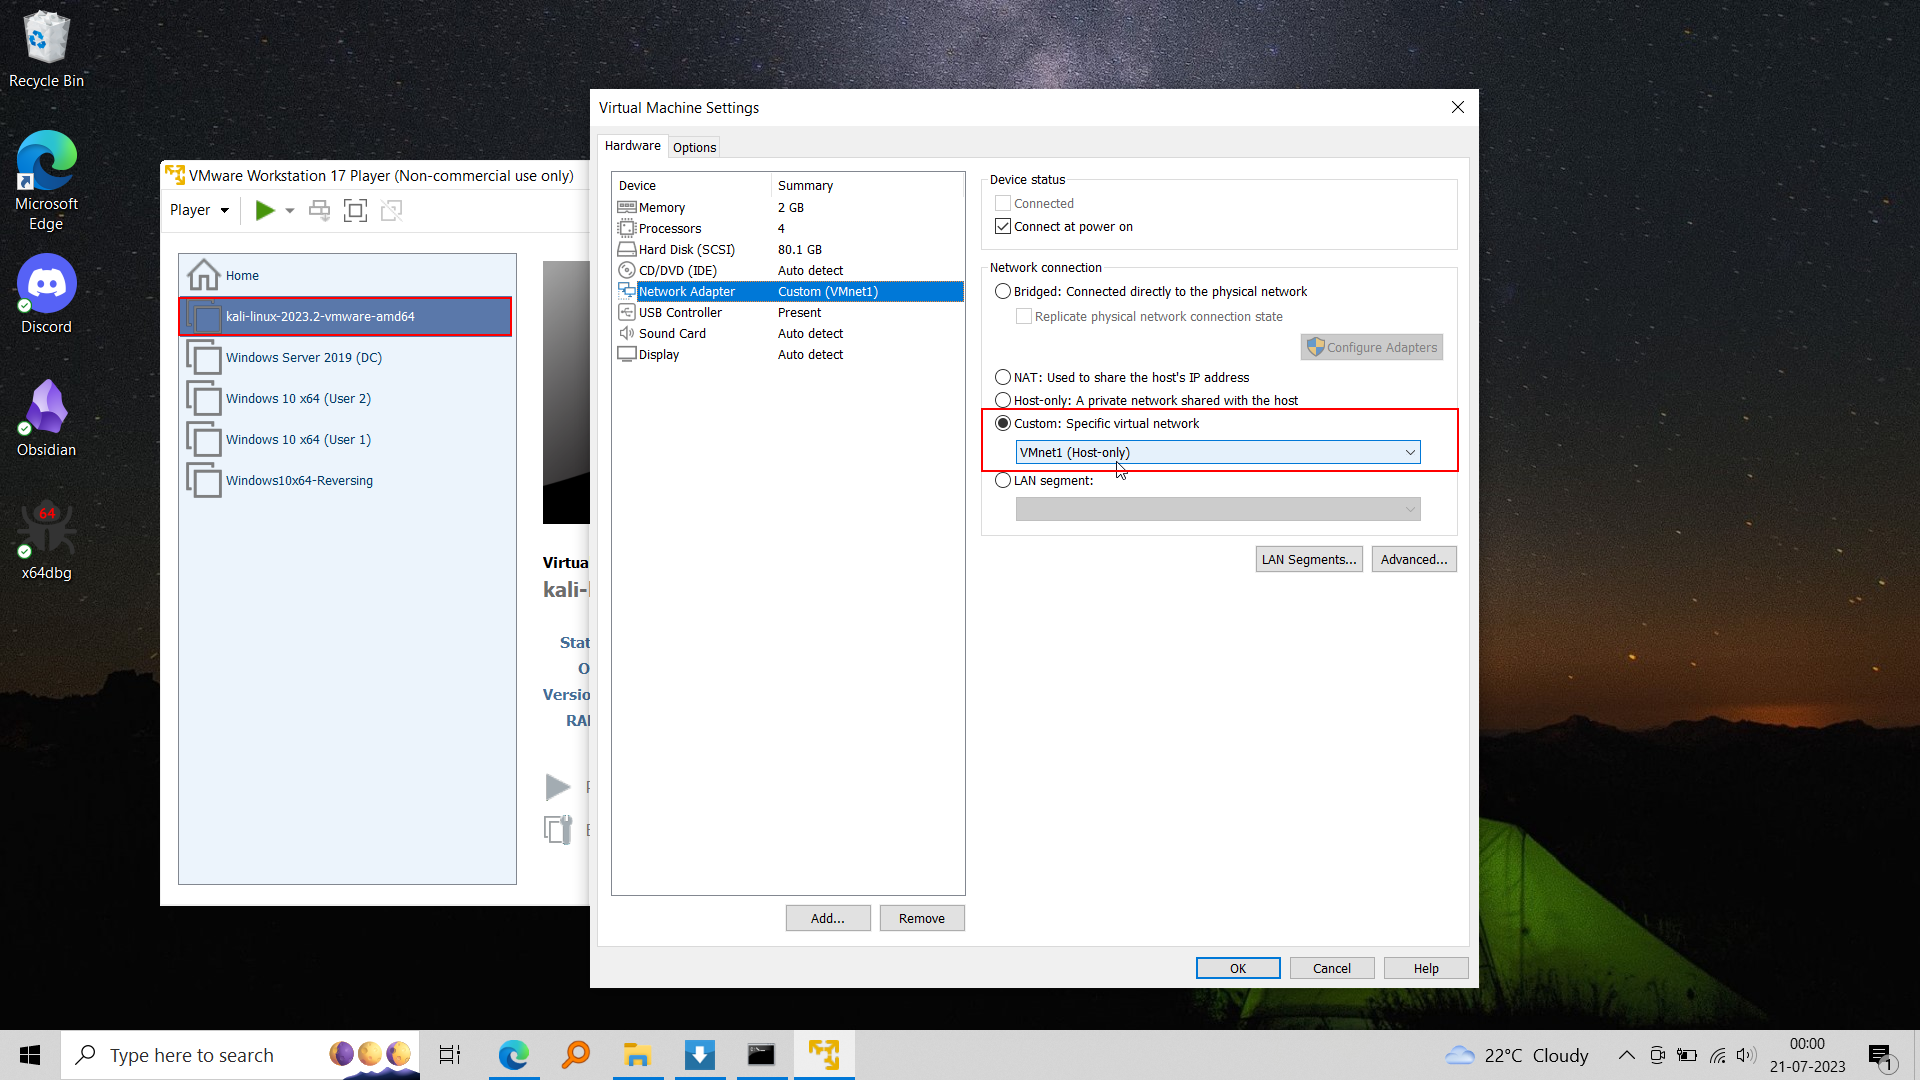 Recycle Bin
Microsoft
Edge
Discord
Obsidian
64
x64dbg
VMware Workstation 17 Player (Non-commercial use only)
Player
Home
kali-linux-2023.2-vmware-amd64
Windows Server 2019 (DC)
Windows 10 x64 (User 2)
Windows 10 x64 (User 1)
Windows10x64-Reversing
Virtua
kali-
Stat
O
Versio
RA
Virtual Machine Settings
Hardware
Options
Device Summary
Memory 2 GB
Processors 4
Hard Disk (SCSI) 80.1 GB
CD/DVD (IDE) Auto detect
Network Adapter Custom (VMnet1)
USB Controller Present
Sound Card Auto detect
Display Auto detect
Add...
Remove
Device status
Connected
Connect at power on
Network connection
Bridged: Connected directly to the physical network
Replicate physical network connection state
Configure Adapters
NAT: Used to share the host's IP address
Host-only: A private network shared with the host
Custom: Specific virtual network
VMnet1 (Host-only)
LAN segment:
LAN Segments...
Advanced...
OK
Cancel
Help
Type here to search
22°C Cloudy
00:00
21-07-2023
1